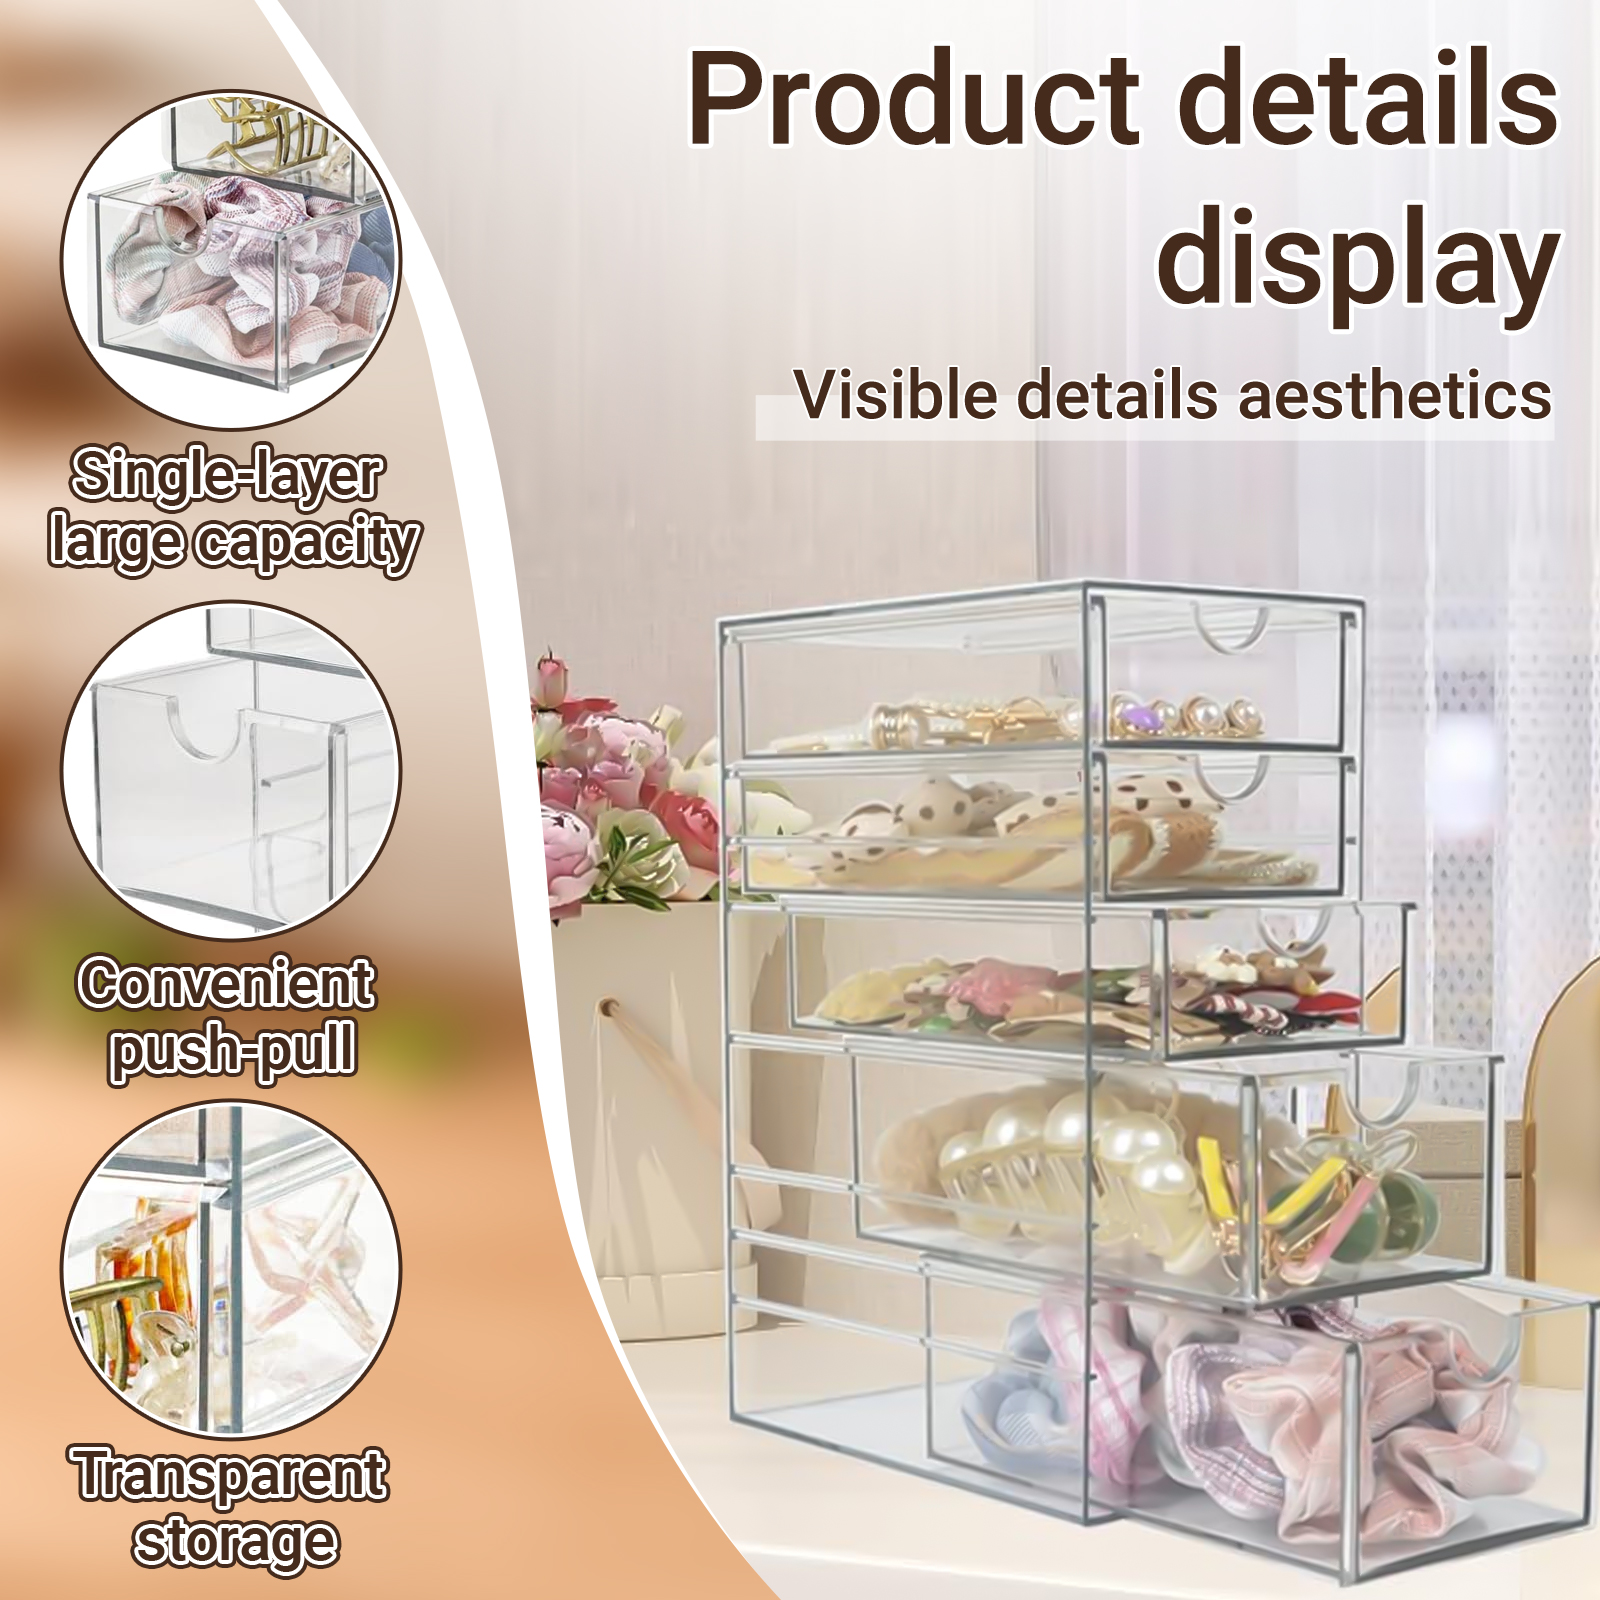 Product details
display
Visible details aesthetics
Single-layer
large capacity
Convenient
push-pull
Transparent
storage